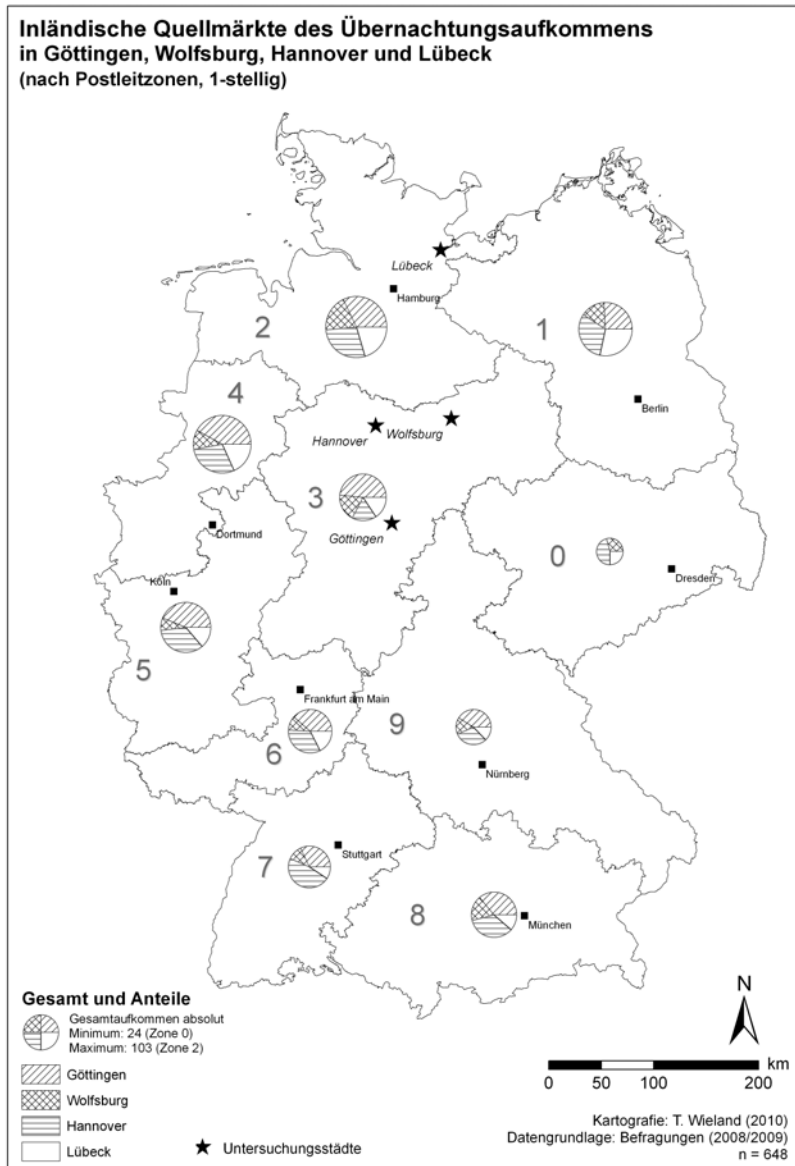 Inländische Quellmärkte des Übernachtungsaufkommens
in Göttingen, Wolfsburg, Hannover und Lübeck
(nach Postleitzonen, 1-stellig)
Lübeck
Hamburg
2
1
4
Berlin
Hannover
Wolfsburg
3
Göttingen
Dortmund
0
Dresden
Köln
5
Frankfurt am Main
9
6
Nürnberg
7
Stuttgart
8
München
Gesamt und Anteile
Gesamtaufkommen absolut
Minimum: 24 (Zone 0)
Maximum: 103 (Zone 2)
Göttingen
Wolfsburg
Hannover
Lübeck
Untersuchungsstädte
N
km
0 50 100 200
Kartografie: T. Wieland (2010)
Datengrundlage: Befragungen (2008/2009)
n = 648